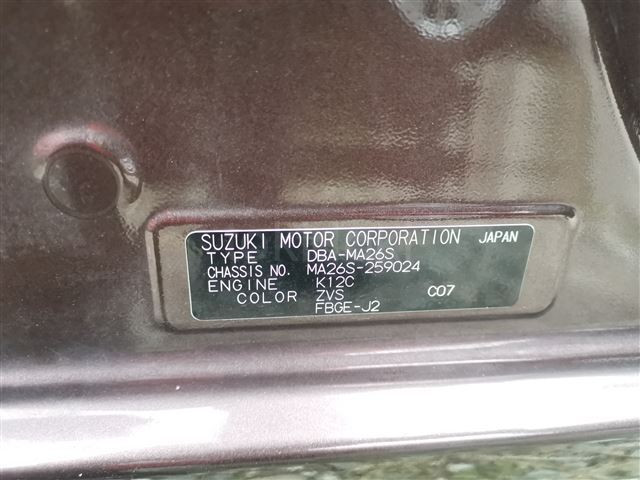 SUZUKI MOTOR CORPORATION JAPAN
TYPE DBA-MA26S
CHASSIS NO. MA26S-259024
ENGINE K12C
COLOR ZVS C07
FBGE-J2